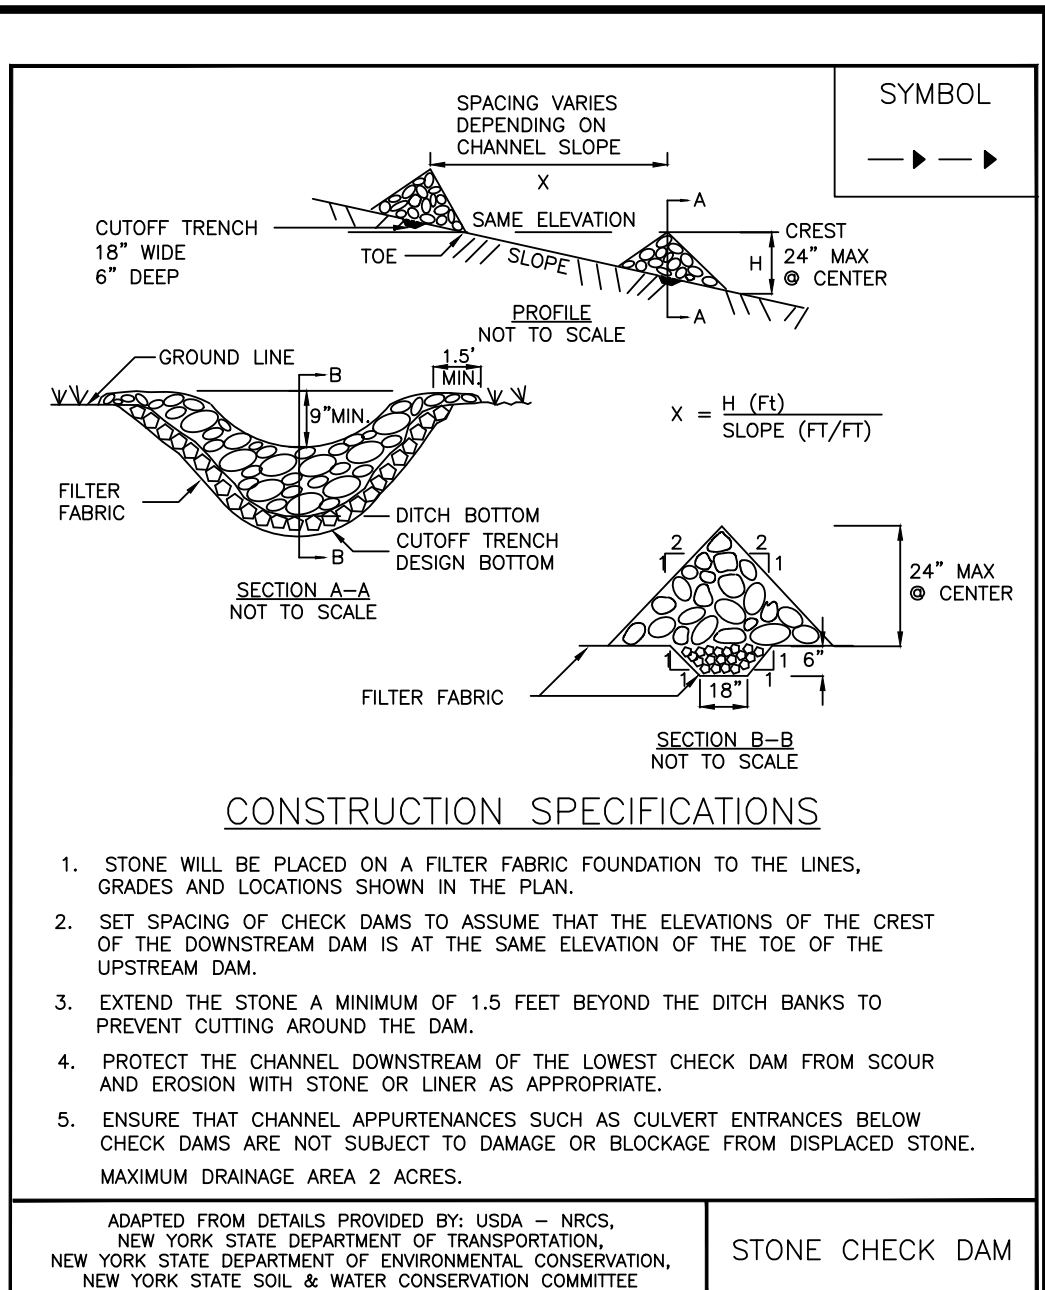 SYMBOL
SPACING VARIES
DEPENDING ON
CHANNEL SLOPE
X
A
CUTOFF TRENCH
18” WIDE
6” DEEP
SAME ELEVATION
TOE
SLOPE
CREST
24” MAX
@ CENTER
H
A
PROFILE
NOT TO SCALE
GROUND LINE
B
1.5'
MIN.
9”MIN.
X = H (Ft)
SLOPE (FT/FT)
FILTER
FABRIC
DITCH BOTTOM
CUTOFF TRENCH
DESIGN BOTTOM
B
SECTION A–A
NOT TO SCALE
2
1
2
1
24” MAX
@ CENTER
1
1
1
1
6”
18”
FILTER FABRIC
SECTION B–B
NOT TO SCALE
CONSTRUCTION SPECIFICATIONS
1. STONE WILL BE PLACED ON A FILTER FABRIC FOUNDATION TO THE LINES,
GRADES AND LOCATIONS SHOWN IN THE PLAN.
2. SET SPACING OF CHECK DAMS TO ASSUME THAT THE ELEVATIONS OF THE CREST
OF THE DOWNSTREAM DAM IS AT THE SAME ELEVATION OF THE TOE OF THE
UPSTREAM DAM.
3. EXTEND THE STONE A MINIMUM OF 1.5 FEET BEYOND THE DITCH BANKS TO
PREVENT CUTTING AROUND THE DAM.
4. PROTECT THE CHANNEL DOWNSTREAM OF THE LOWEST CHECK DAM FROM SCOUR
AND EROSION WITH STONE OR LINER AS APPROPRIATE.
5. ENSURE THAT CHANNEL APPURTENANCES SUCH AS CULVERT ENTRANCES BELOW
CHECK DAMS ARE NOT SUBJECT TO DAMAGE OR BLOCKAGE FROM DISPLACED STONE.
MAXIMUM DRAINAGE AREA 2 ACRES.
ADAPTED FROM DETAILS PROVIDED BY: USDA – NRCS,
NEW YORK STATE DEPARTMENT OF TRANSPORTATION,
NEW YORK STATE DEPARTMENT OF ENVIRONMENTAL CONSERVATION,
NEW YORK STATE SOIL & WATER CONSERVATION COMMITTEE
STONE CHECK DAM